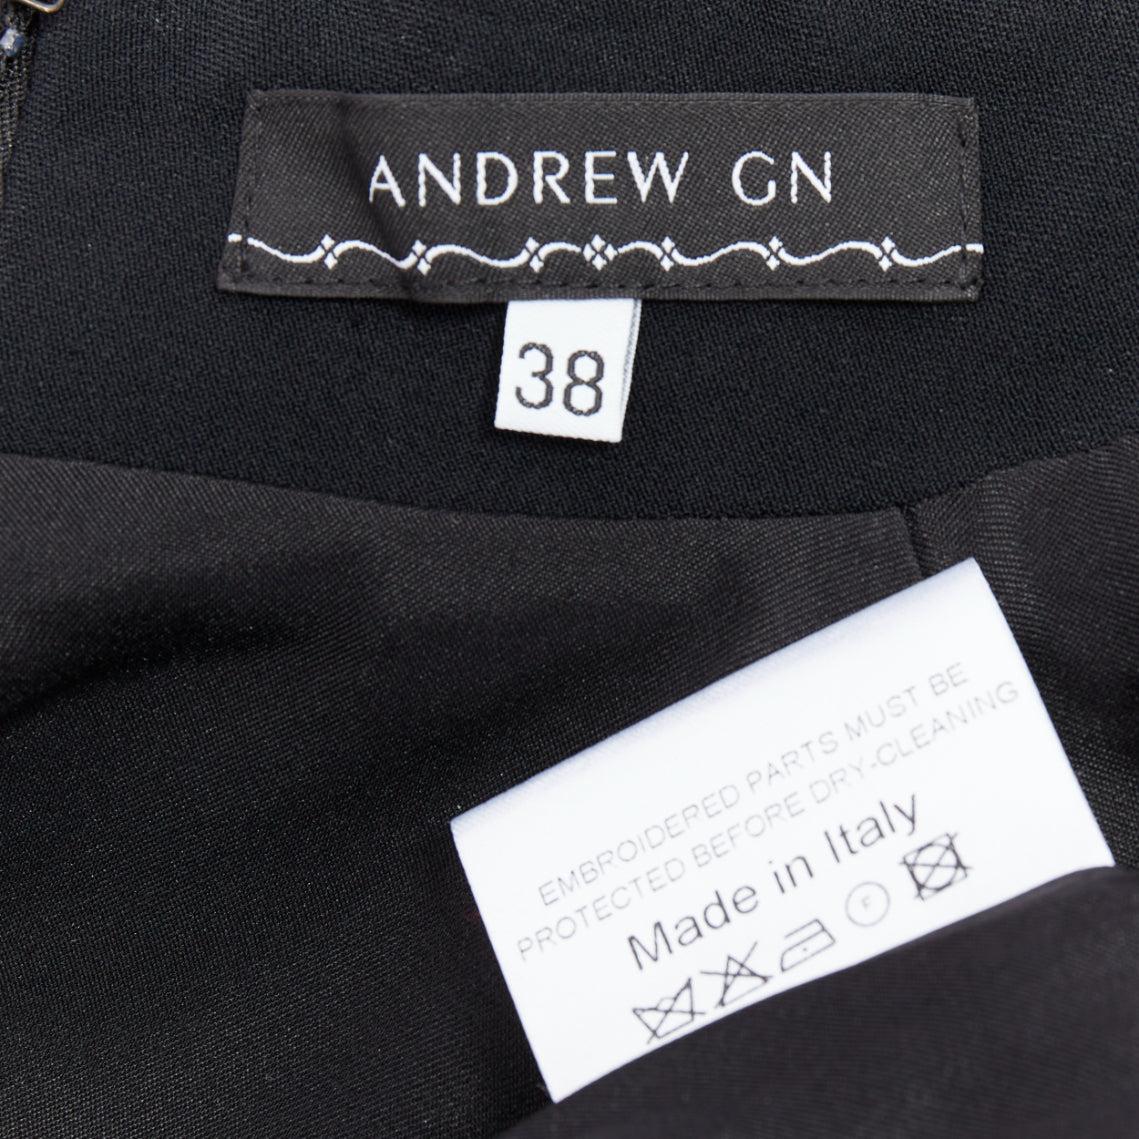 ANDREW GN
38
EMBROIDERED PARTS MUST BE
PROTECTED BEFORE DRY-CLEANING
Made in Italy
F